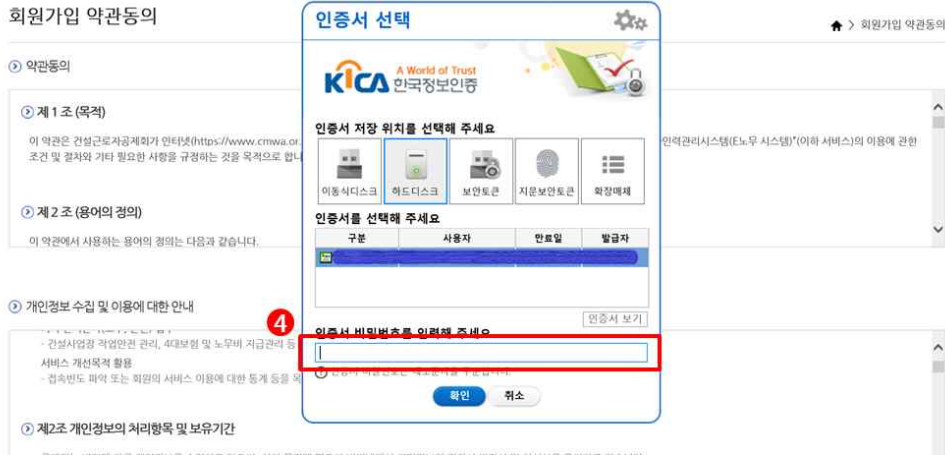 회원가입 약관동의
> 회원가입 약관동의
약관동의
제 1 조 (목적)
이 약관은 건설근로자공제회가 인터넷(https://www.cmwa.or.
인력관리시스템(E노무 시스템)"(이하 서비스)의 이용에 관한
조건 및 절차와 기타 필요한 사항을 규정하는 것을 목적으로 합니
제 2 조 (용어의 정의)
이 약관에서 사용하는 용어의 정의는 다음과 같습니다.
개인정보 수집 및 이용에 대한 안내
- 건설사업장 작업안전 관리, 4대보험 및 노무비 지급관리 등
서비스 개선목적 활용
- 접속빈도 파악 또는 회원의 서비스 이용에 대한 통계 등을 목
제2조 개인정보의 처리항목 및 보유기간
인증서 선택
KICA A World of Trust
한국정보인증
인증서 저장 위치를 선택해 주세요
이동식디스크 하드디스크 보안토큰 지문보안토큰 확장매체
인증서를 선택해 주세요
구분 사용자 만료일 발급자
인증서 보기
4
인증서 비밀번호를 입력해 주세요
확인 취소